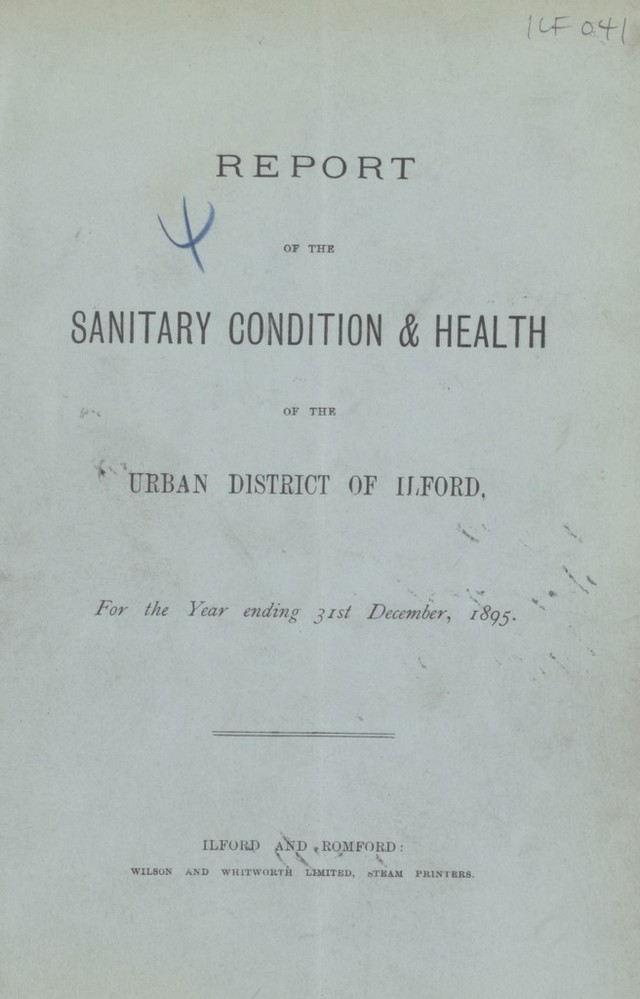 ILF 041
REPORT
OF THE
SANITARY CONDITION & HEALTH
OF THE
URBAN DISTRICT OF ILFORD,
For the Year ending 31st December, 1895.
ILFORD AND ROMFORD:
WILSON AND WHITWORTH LIMITED, STEAM PRINTERS.